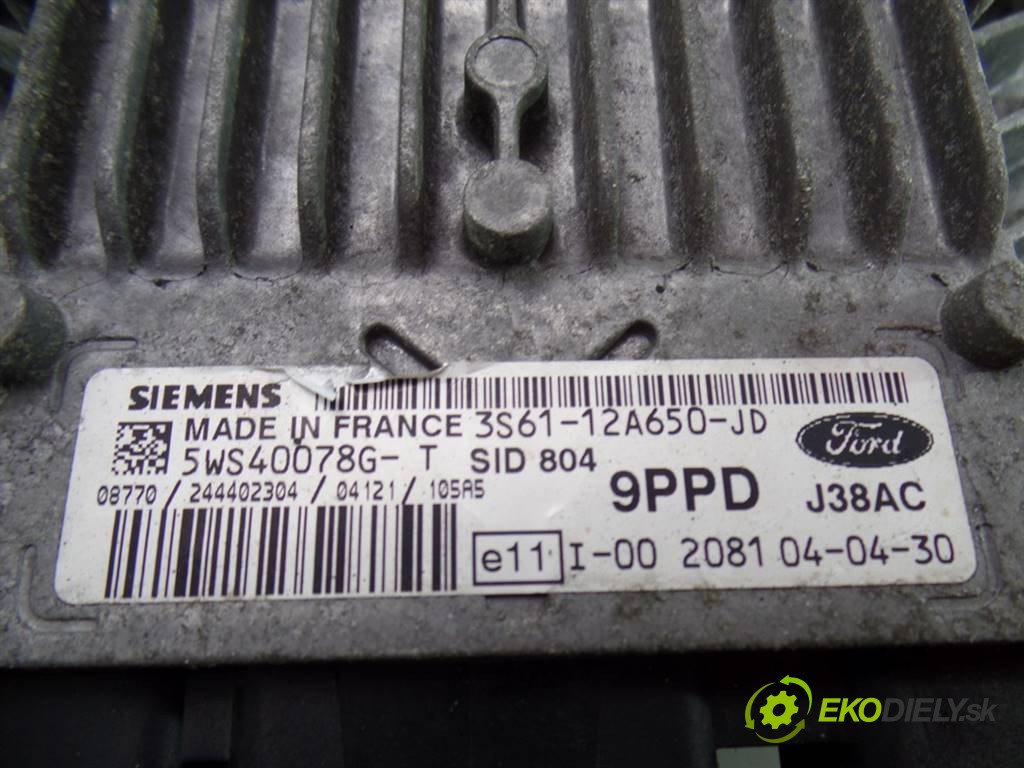 SIEMENS
MADE IN FRANCE 3S61-12A650-JD
Ford
5WS40078G- T SID 804
08770 / 244402304 / 04121 / 105A5
9PPD J38AC
e11 I-00 2081 04-04-30
EKODIELY.sk